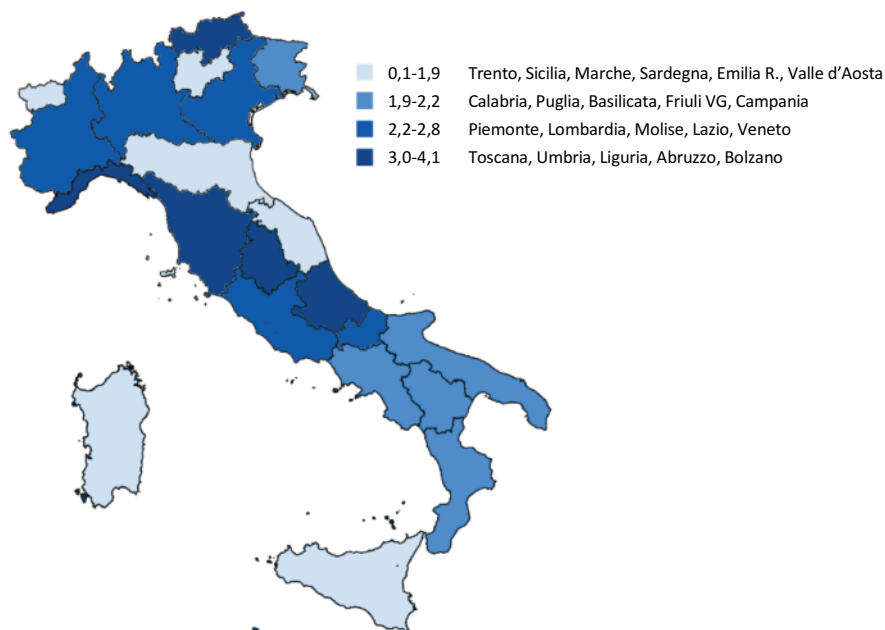 0,1-1,9 Trento, Sicilia, Marche, Sardegna, Emilia R., Valle d’Aosta
1,9-2,2 Calabria, Puglia, Basilicata, Friuli VG, Campania
2,2-2,8 Piemonte, Lombardia, Molise, Lazio, Veneto
3,0-4,1 Toscana, Umbria, Liguria, Abruzzo, Bolzano